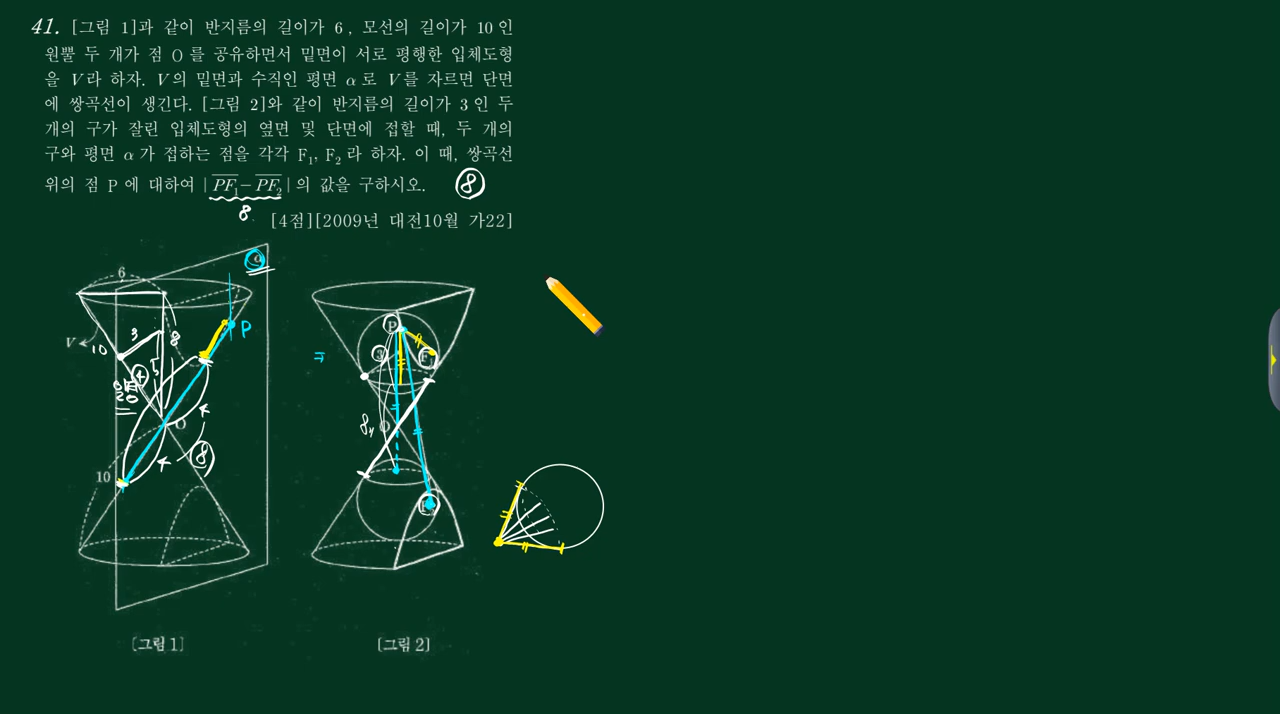 41. [그림 1]과 같이 반지름의 길이가 6, 모선의 길이가 10인
원뿔 두 개가 점 O를 공유하면서 밑면이 서로 평행한 입체도형
을 V라 하자. V의 밑면과 수직인 평면 α로 V를 자르면 단면
에 쌍곡선이 생긴다. [그림 2]와 같이 반지름의 길이가 3인 두
개의 구가 잘린 입체도형의 옆면 및 단면에 접할 때, 두 개의
구와 평면 α가 접하는 점을 각각 F₁, F₂라 하자. 이 때, 쌍곡선
위의 점 P에 대하여 |PF₁-PF₂|의 값을 구하시오. 8
8
[4점][2009년 대전10월 가22]
6
α
P
3
8
V
10
5
4
O
4
4
8
10
P
3
F
8
O
F
[그림 1]
[그림 2]